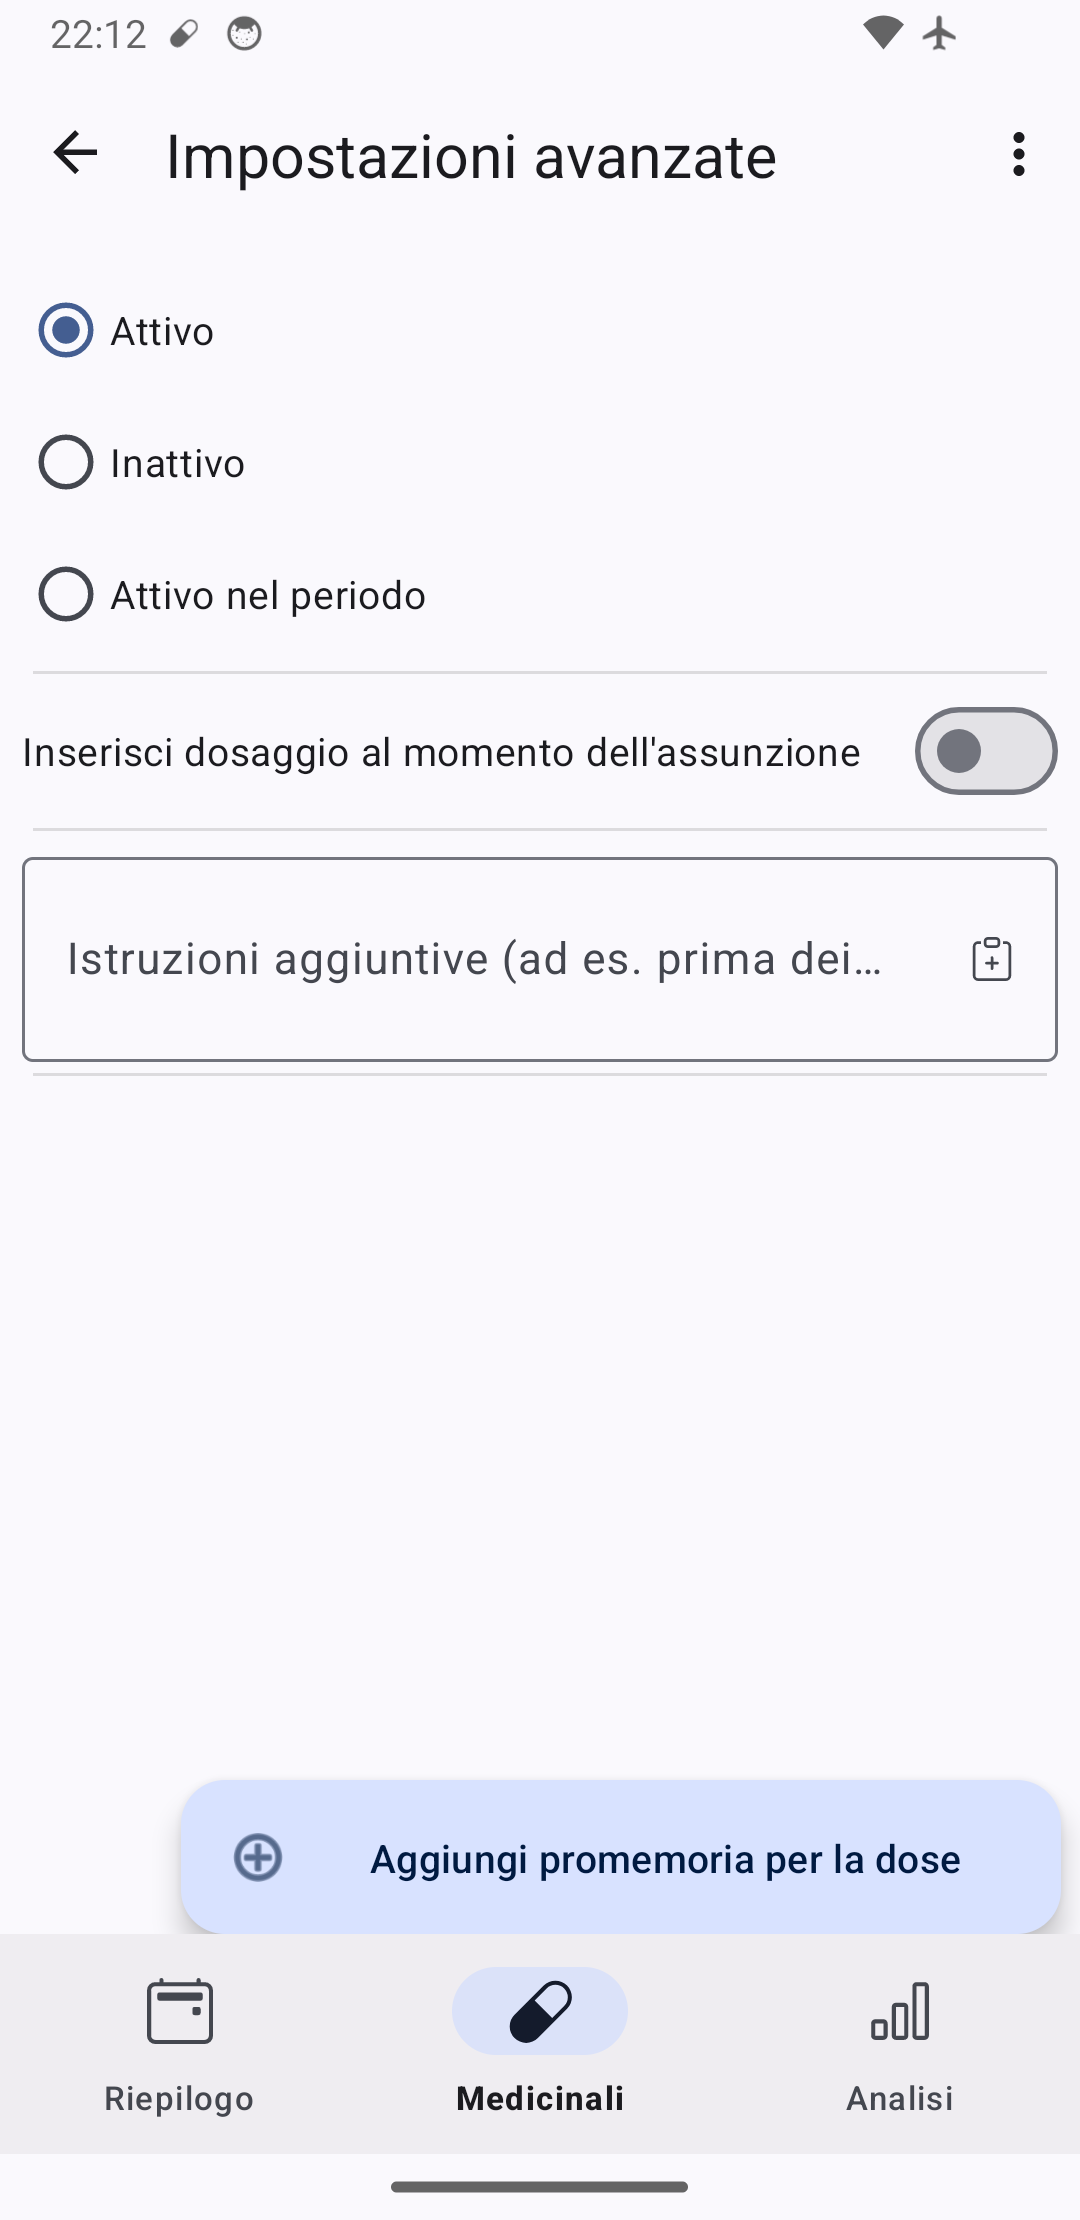 22:12
Impostazioni avanzate
Attivo
Inattivo
Attivo nel periodo
Inserisci dosaggio al momento dell'assunzione
Istruzioni aggiuntive (ad es. prima dei…
Aggiungi promemoria per la dose
Riepilogo
Medicinali
Analisi